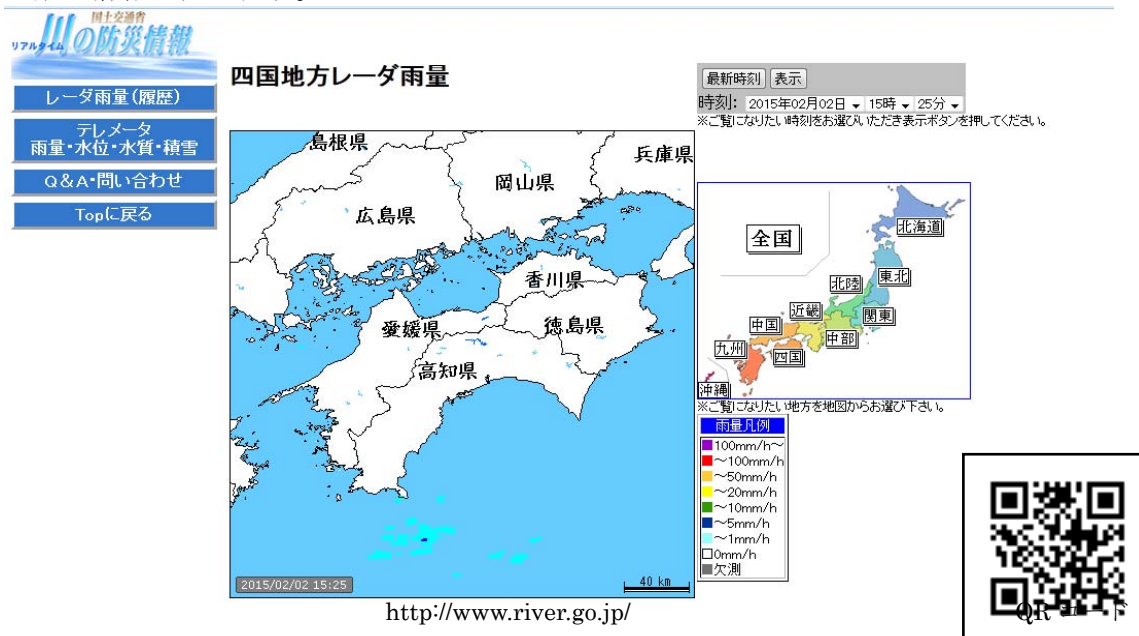 国土交通省
リアルタイム 川の防災情報
レーダ雨量(履歴)
テレメータ
雨量・水位・水質・積雪
Q&A・問い合わせ
Topに戻る
四国地方レーダ雨量
最新時刻 表示
時刻: 2015年02月02日 15時 25分
※ご覧になりたい時刻をお選びいただき表示ボタンを押してください。
島根県
兵庫県
岡山県
広島県
香川県
愛媛県
徳島県
高知県
2015/02/02 15:25
40 km
全国
北海道
東北
北陸
関東
近畿
中部
中国
四国
九州
沖縄
※ご覧になりたい地方を地図からお選び下さい。
雨量凡例
100mm/h~
~100mm/h
~50mm/h
~20mm/h
~10mm/h
~5mm/h
~1mm/h
0mm/h
欠測
http://www.river.go.jp/
QRコード